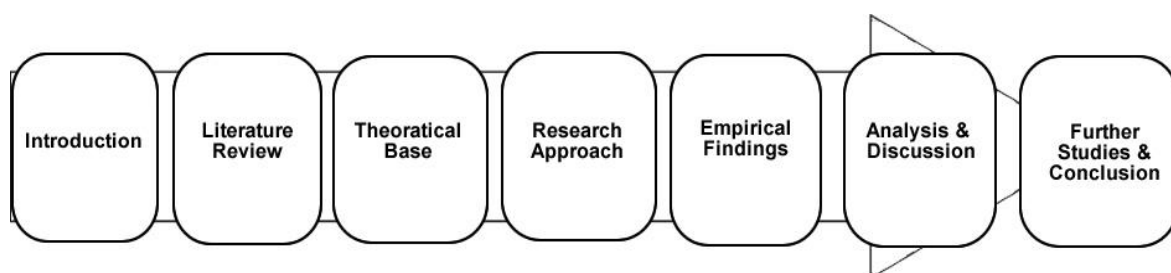 Introduction
Literature
Review
Theoratical
Base
Research
Approach
Empirical
Findings
Analysis &
Discussion
Further
Studies &
Conclusion